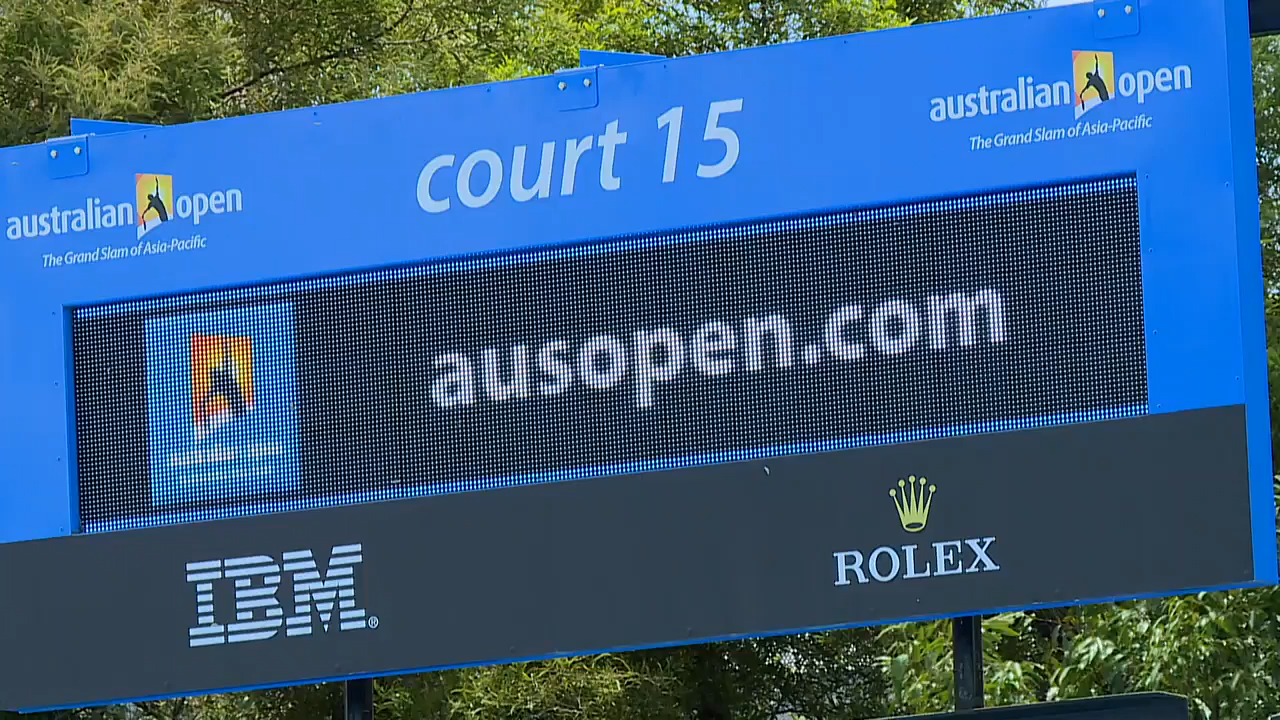 court 15
australian open
The Grand Slam of Asia-Pacific
australian open
The Grand Slam of Asia-Pacific
ausopen.com
IBM®
ROLEX